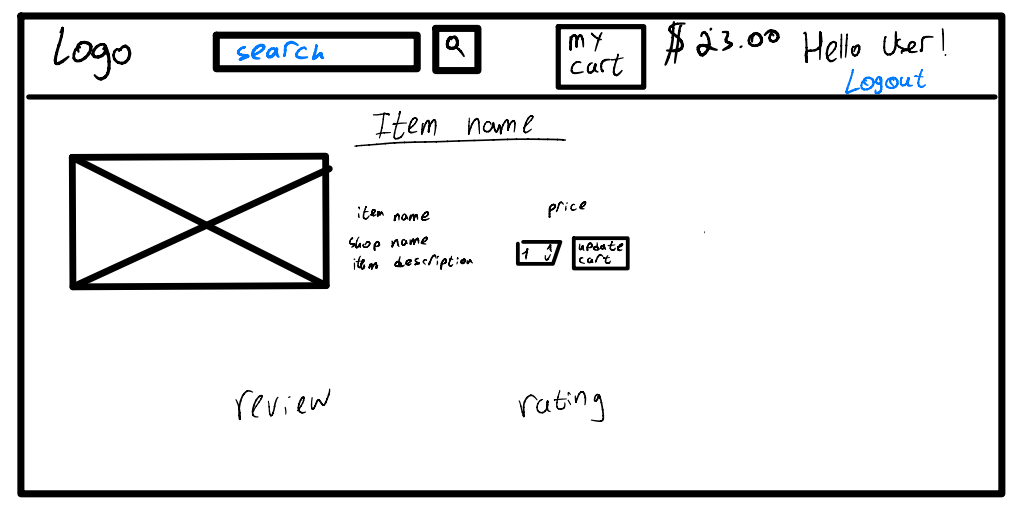 Logo
search
my
cart
$ 23.00
Hello User!
Logout
Item name
item name
price
shop name
item description
1
update
cart
review
rating